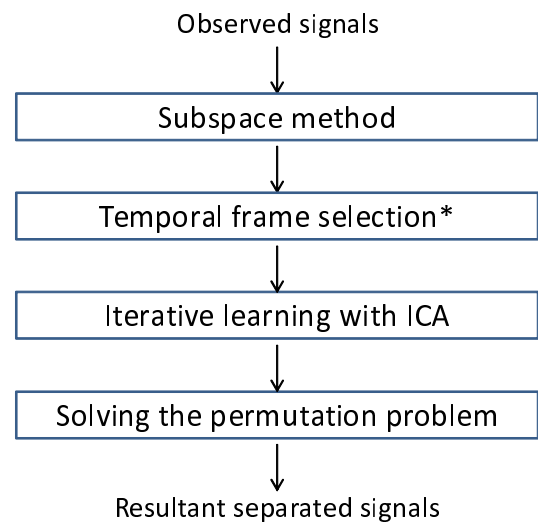 Observed signals
Subspace method
Temporal frame selection*
Iterative learning with ICA
Solving the permutation problem
Resultant separated signals